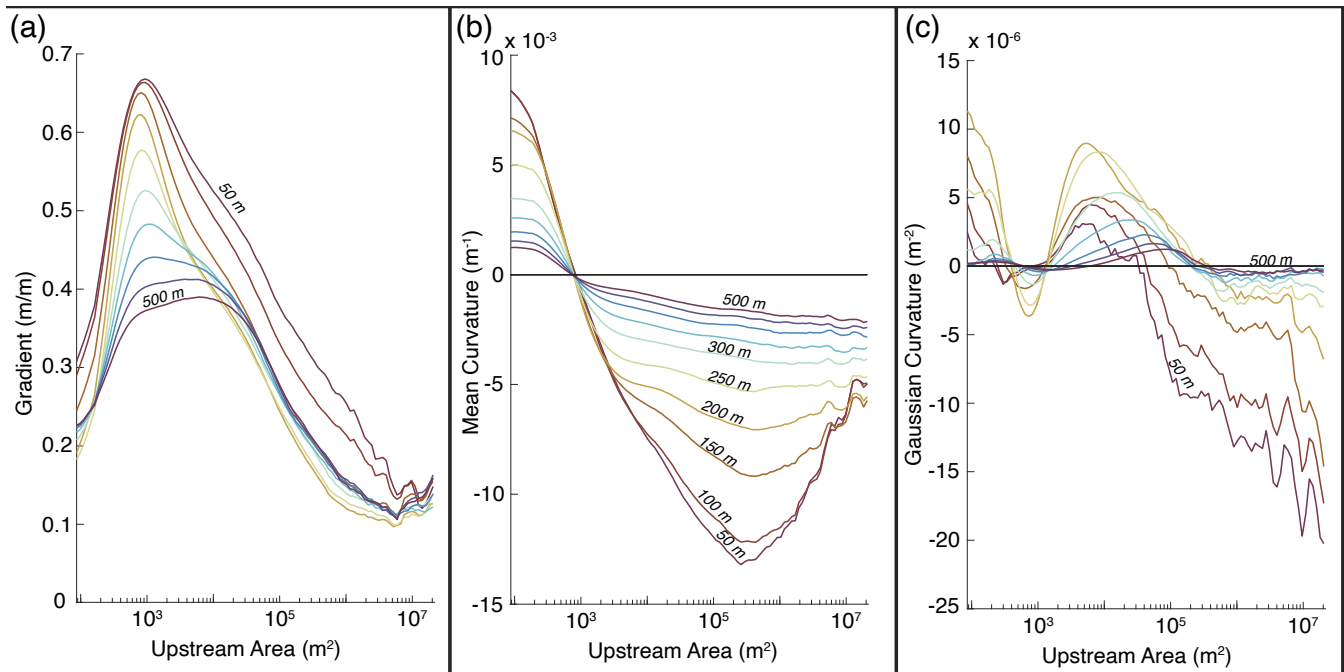 (a)
0.7
0.6
0.5
0.4
0.3
0.2
0.1
0
Gradient (m/m)
50 m
500 m
10³
10⁵
10⁷
Upstream Area (m²)
(b)
x 10⁻³
10
5
0
-5
-10
-15
Mean Curvature (m⁻¹)
500 m
300 m
250 m
200 m
150 m
100 m
50 m
10³
10⁵
10⁷
Upstream Area (m²)
(c)
x 10⁻⁶
15
10
5
0
-5
-10
-15
-20
-25
Gaussian Curvature (m⁻²)
500 m
50 m
10³
10⁵
10⁷
Upstream Area (m²)